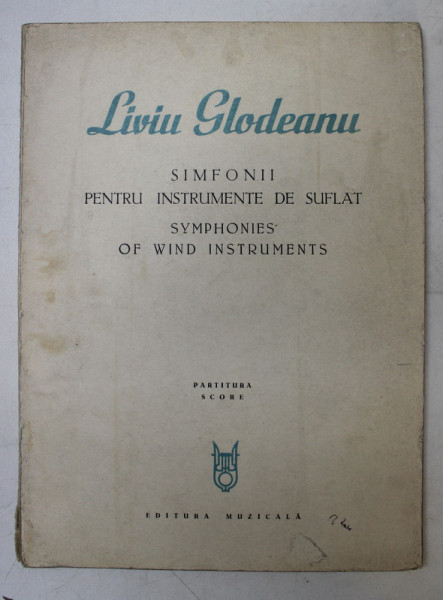 Liviu Glodeanu
SIMFONII
PENTRU INSTRUMENTE DE SUFLAT
SYMPHONIES
OF WIND INSTRUMENTS
PARTITURA
SCORE
EDITURA MUZICALĂ